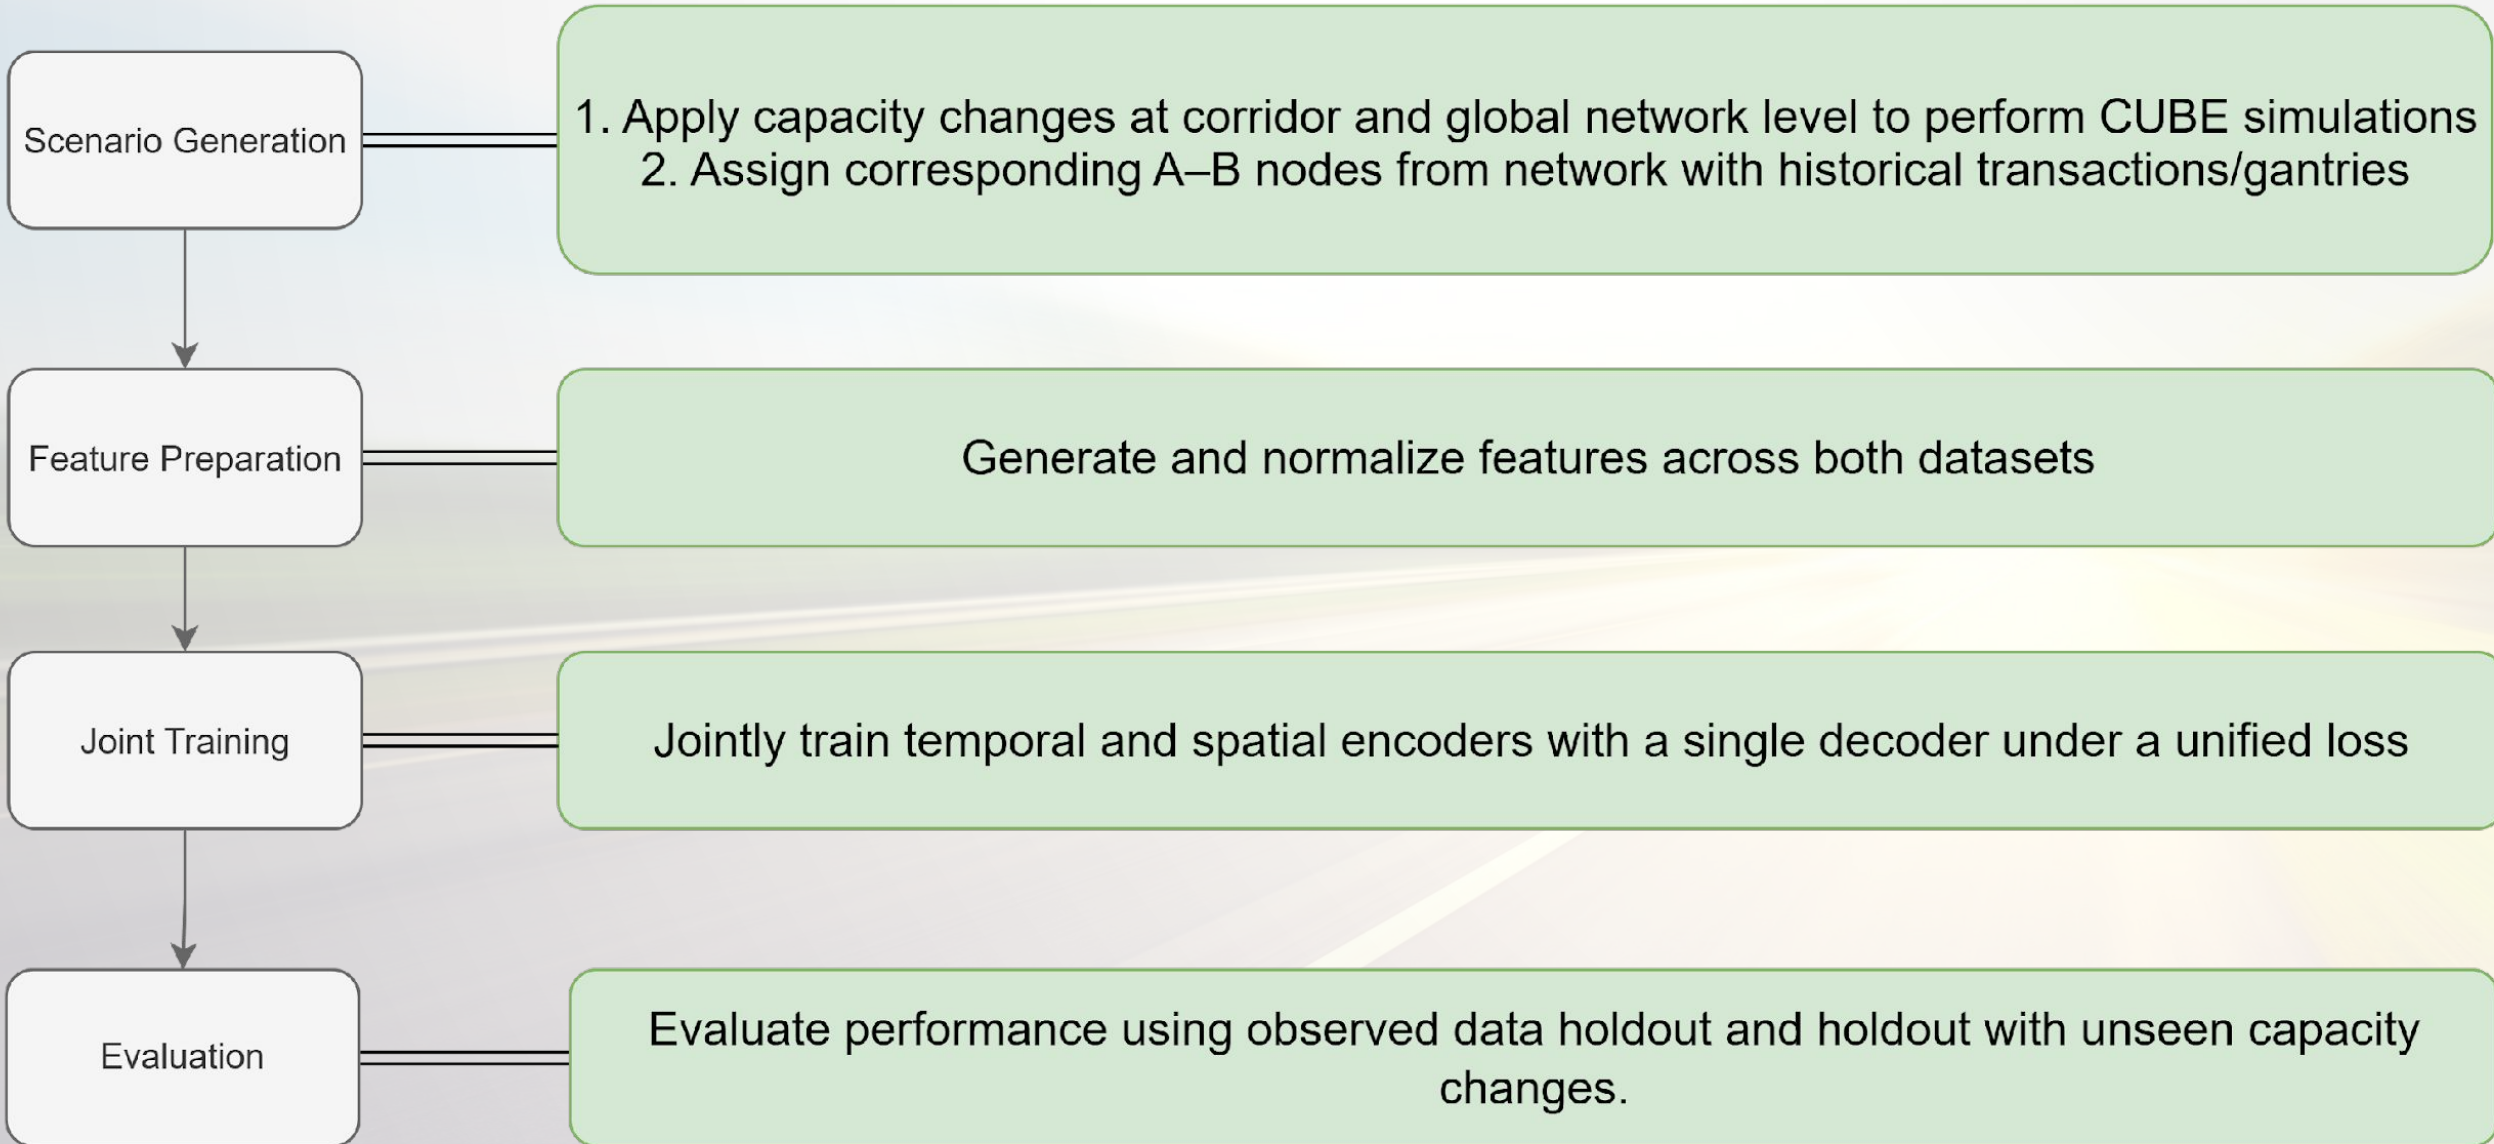 Scenario Generation
1. Apply capacity changes at corridor and global network level to perform CUBE simulations
2. Assign corresponding A–B nodes from network with historical transactions/gantries
Feature Preparation
Generate and normalize features across both datasets
Joint Training
Jointly train temporal and spatial encoders with a single decoder under a unified loss
Evaluation
Evaluate performance using observed data holdout and holdout with unseen capacity
changes.